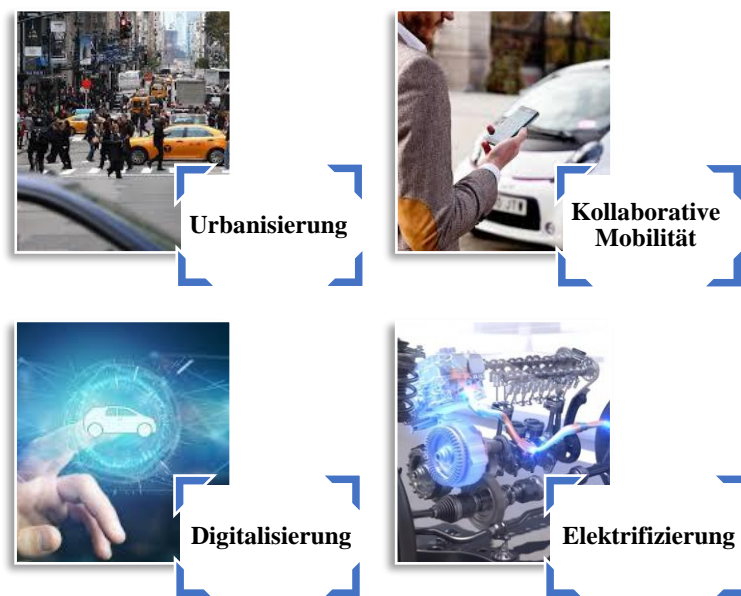 Urbanisierung
Kollaborative
Mobilität
Digitalisierung
Elektrifizierung